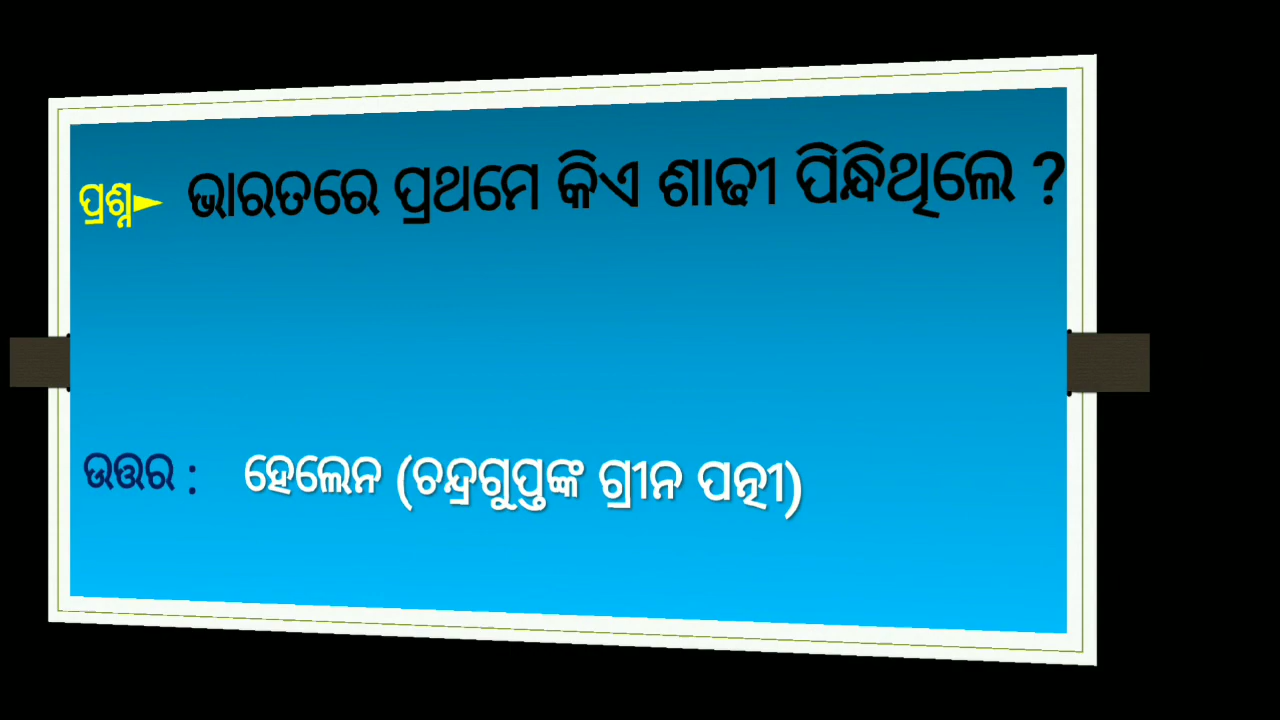 ପ୍ରଶ୍ନ► ଭାରତରେ ପ୍ରଥମେ କିଏ ଶାଢୀ ପିନ୍ଧିଥିଲେ ?
ଉତ୍ତର : ହେଲେନ (ଚନ୍ଦ୍ରଗୁପ୍ତଙ୍କ ଗ୍ରୀନ ପତ୍ନୀ)